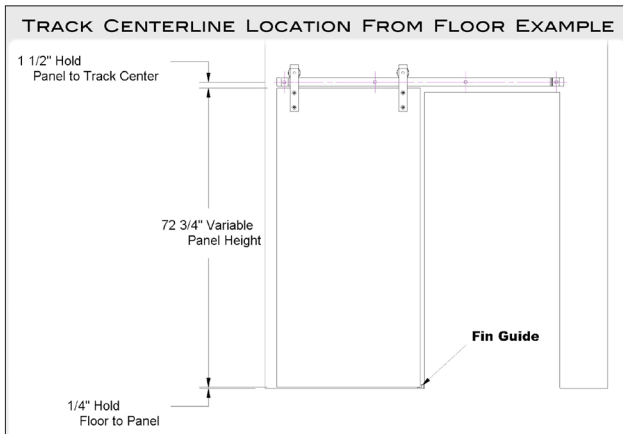 Track Centerline Location From Floor Example
1 1/2" Hold
Panel to Track Center
72 3/4" Variable
Panel Height
Fin Guide
1/4" Hold
Floor to Panel